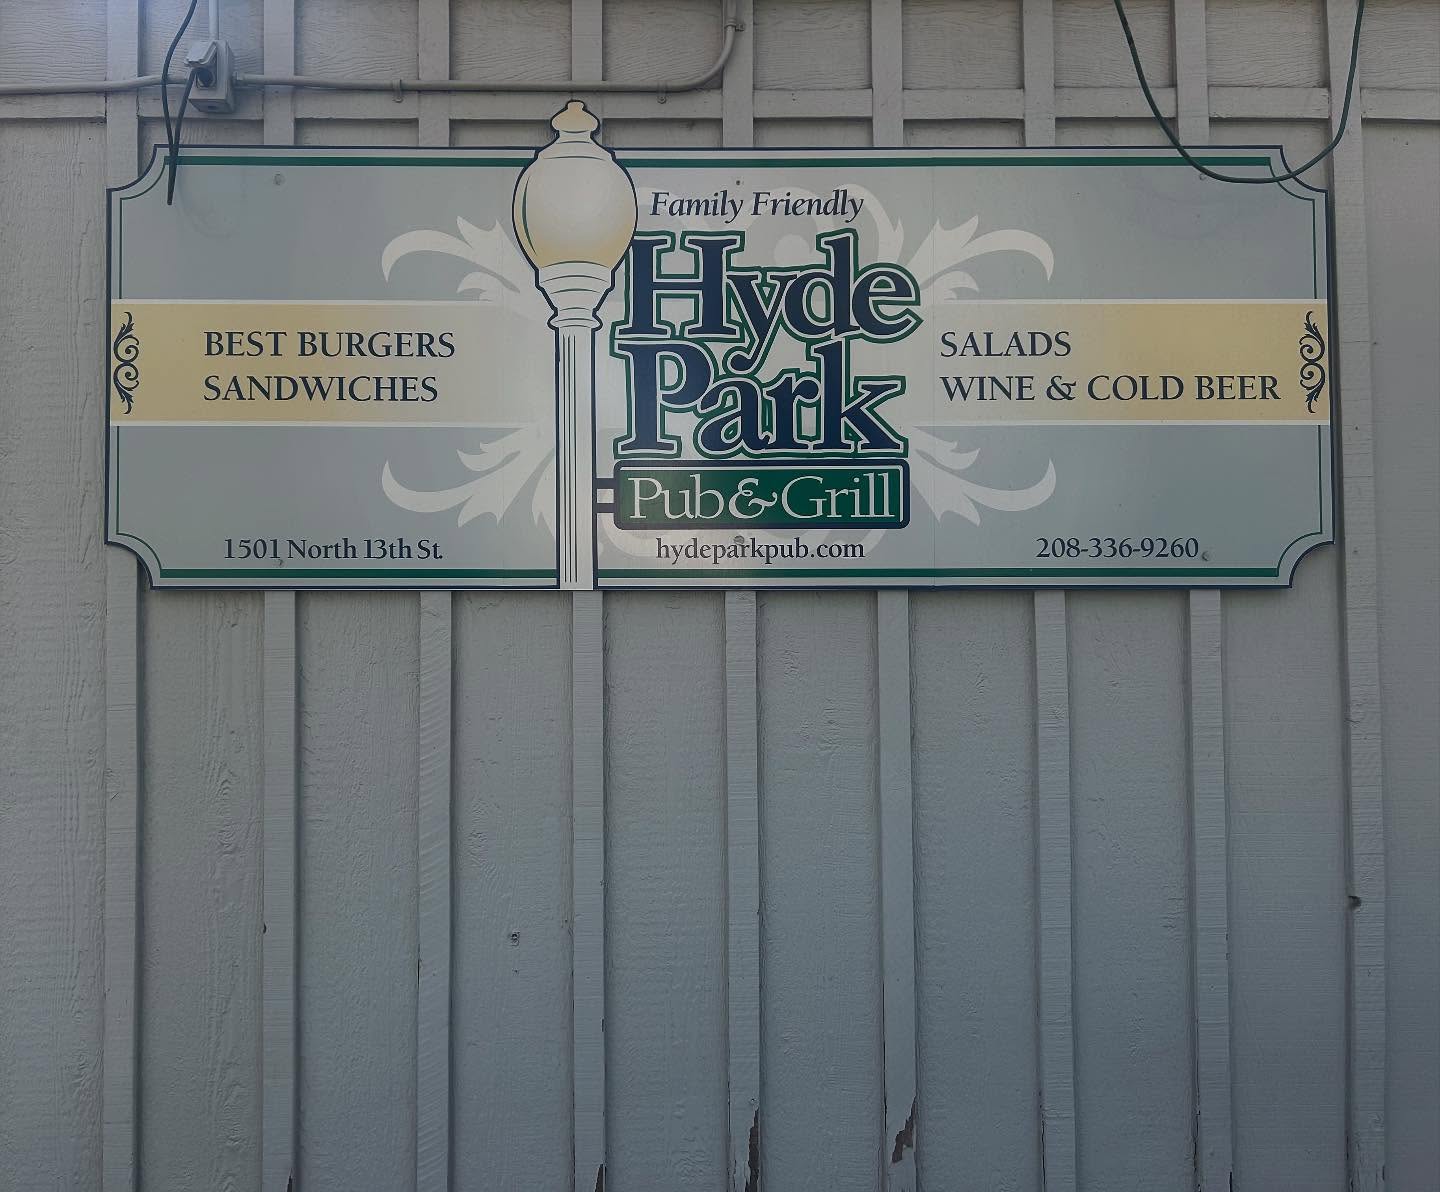 Family Friendly
Hyde
Park
Pub & Grill
BEST BURGERS
SANDWICHES
SALADS
WINE & COLD BEER
1501 North 13th St.
hydeparkpub.com
208-336-9260